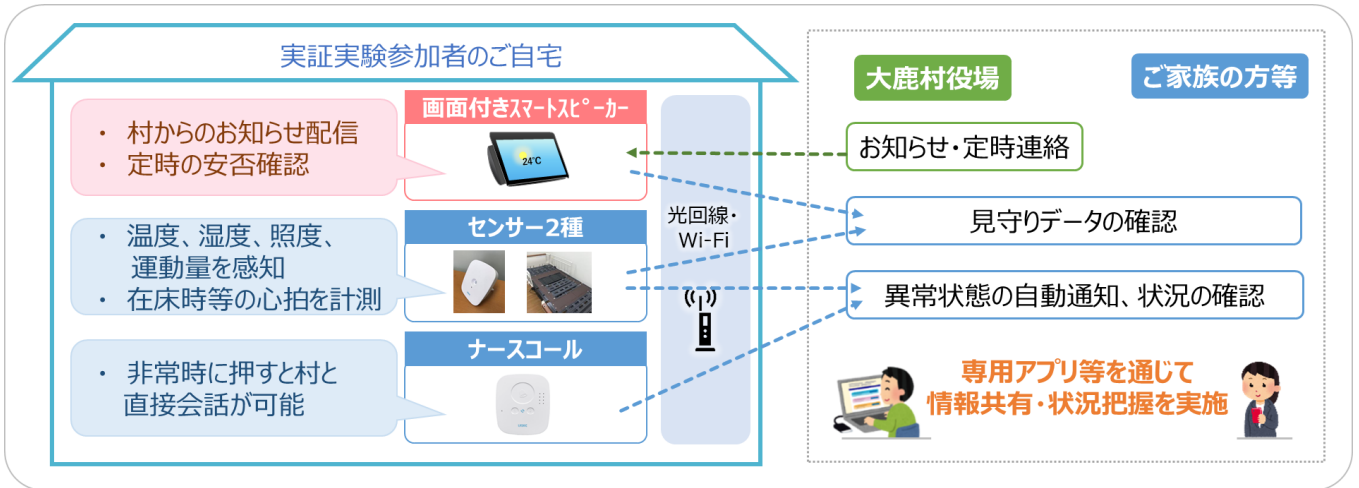 実証実験参加者のご自宅
・ 村からのお知らせ配信
・ 定時の安否確認
画面付きスマートスピーカー
24℃
・ 温度、湿度、照度、
運動量を感知
・ 在床時等の心拍を計測
センサー2種
・ 非常時に押すと村と
直接会話が可能
ナースコール
光回線・
Wi-Fi
大鹿村役場
ご家族の方等
お知らせ・定時連絡
見守りデータの確認
異常状態の自動通知、状況の確認
専用アプリ等を通じて
情報共有・状況把握を実施